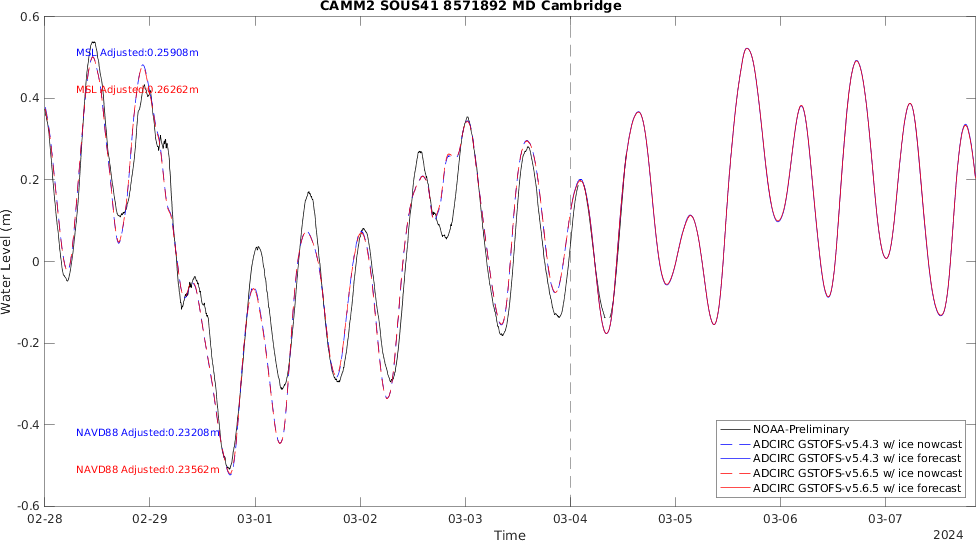 CAMM2 SOUS41 8571892 MD Cambridge
0.6
0.4
0.2
0
-0.2
-0.4
-0.6
Water Level (m)
MSL Adjusted:0.25908m
MSL Adjusted:0.26262m
NAVD88 Adjusted:0.23208m
NAVD88 Adjusted:0.23562m
NOAA-Preliminary
ADCIRC GSTOFS-v5.4.3 w/ ice nowcast
ADCIRC GSTOFS-v5.4.3 w/ ice forecast
ADCIRC GSTOFS-v5.6.5 w/ ice nowcast
ADCIRC GSTOFS-v5.6.5 w/ ice forecast
02-28 02-29 03-01 03-02 03-03 03-04 03-05 03-06 03-07
Time
2024